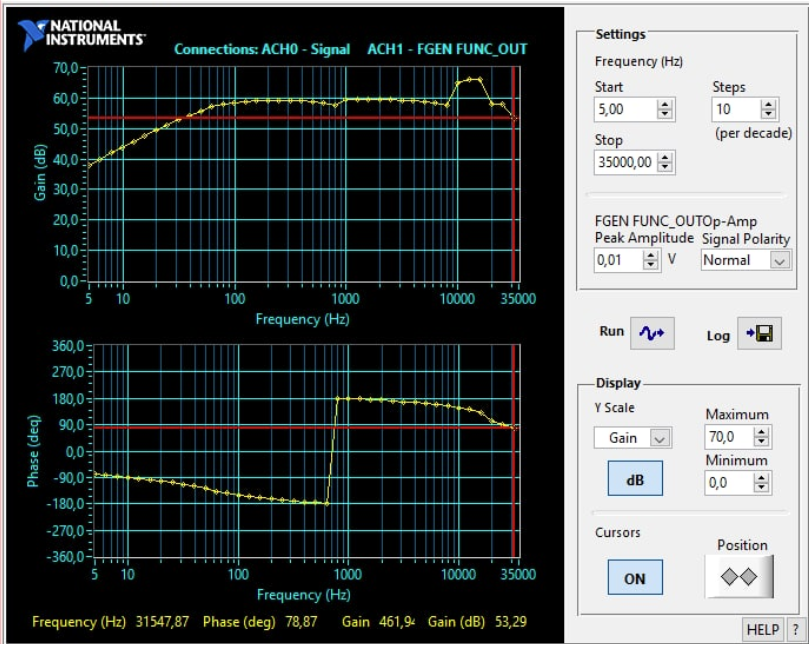 NATIONAL
INSTRUMENTS
Connections: ACH0 - Signal ACH1 - FGEN FUNC_OUT
70,0
60,0
50,0
40,0
30,0
20,0
10,0
0,0
Gain (dB)
5 10 100 1000 10000 35000
Frequency (Hz)
360,0
270,0
180,0
90,0
0,0
-90,0
-180,0
-270,0
-360,0
Phase (deg)
5 10 100 1000 10000 35000
Frequency (Hz)
Frequency (Hz) 31547,87 Phase (deg) 78,87 Gain 461,94 Gain (dB) 53,29
Settings
Frequency (Hz)
Start Steps
5,00 10
(per decade)
Stop
35000,00
FGEN FUNC_OUTOp-Amp
Peak Amplitude Signal Polarity
0,01 V Normal
Run Log
Display
Y Scale Maximum
Gain 70,0
Minimum
dB 0,0
Cursors Position
ON
HELP ?